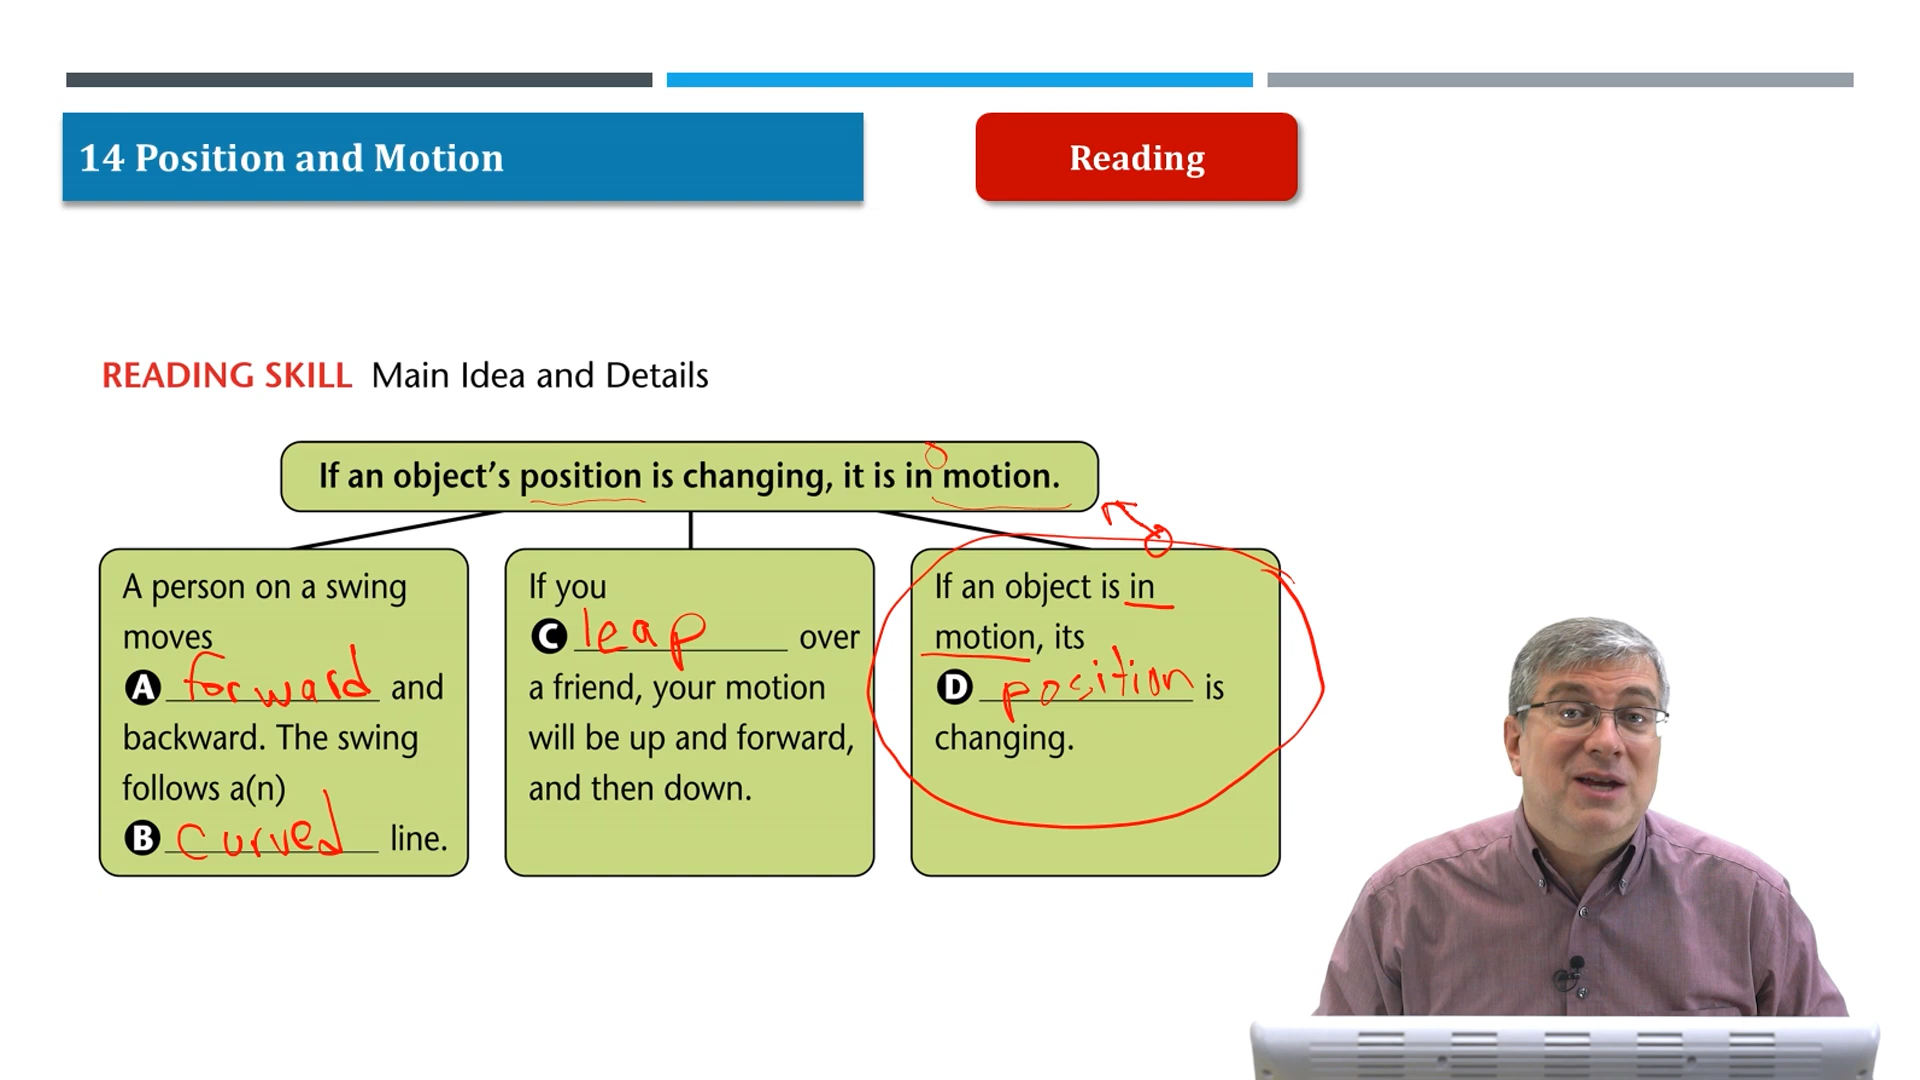 14 Position and Motion
Reading
READING SKILL Main Idea and Details
If an object's position is changing, it is in motion.
A person on a swing
moves
A forward and
backward. The swing
follows a(n)
B curved line.
If you
C leap over
a friend, your motion
will be up and forward,
and then down.
If an object is in
motion, its
D position is
changing.